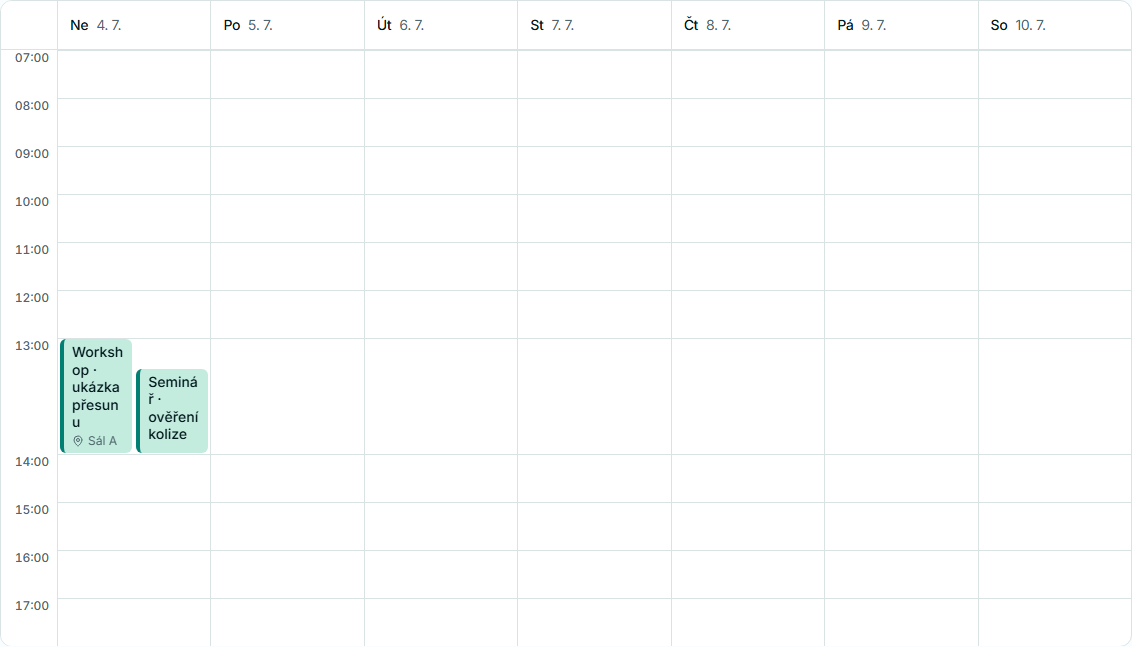 Ne 4. 7.
Po 5. 7.
Út 6. 7.
St 7. 7.
Čt 8. 7.
Pá 9. 7.
So 10. 7.
07:00
08:00
09:00
10:00
11:00
12:00
13:00
Worksh
op ·
ukázka
přesun
u
Sál A
Seminá
ř ·
ověření
kolize
14:00
15:00
16:00
17:00